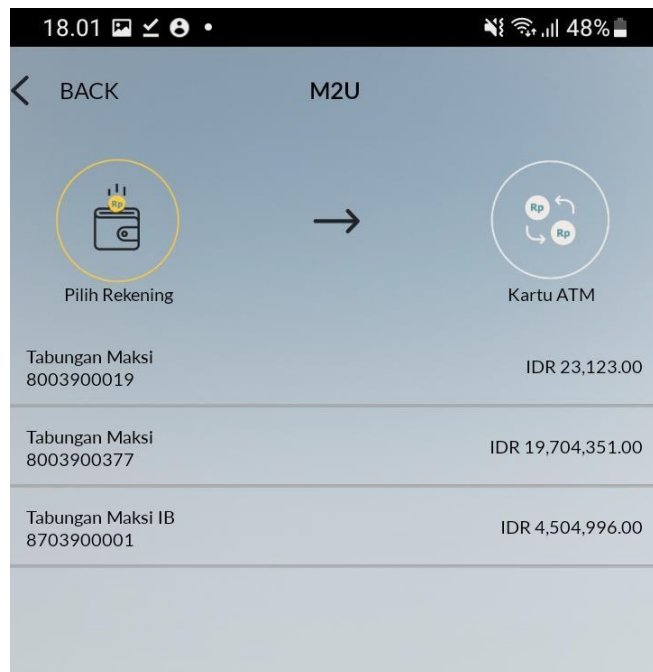 18.01 48%
BACK M2U
Rp
Rp
Rp
Pilih Rekening Kartu ATM
Tabungan Maksi
8003900019
IDR 23,123.00
Tabungan Maksi
8003900377
IDR 19,704,351.00
Tabungan Maksi IB
8703900001
IDR 4,504,996.00